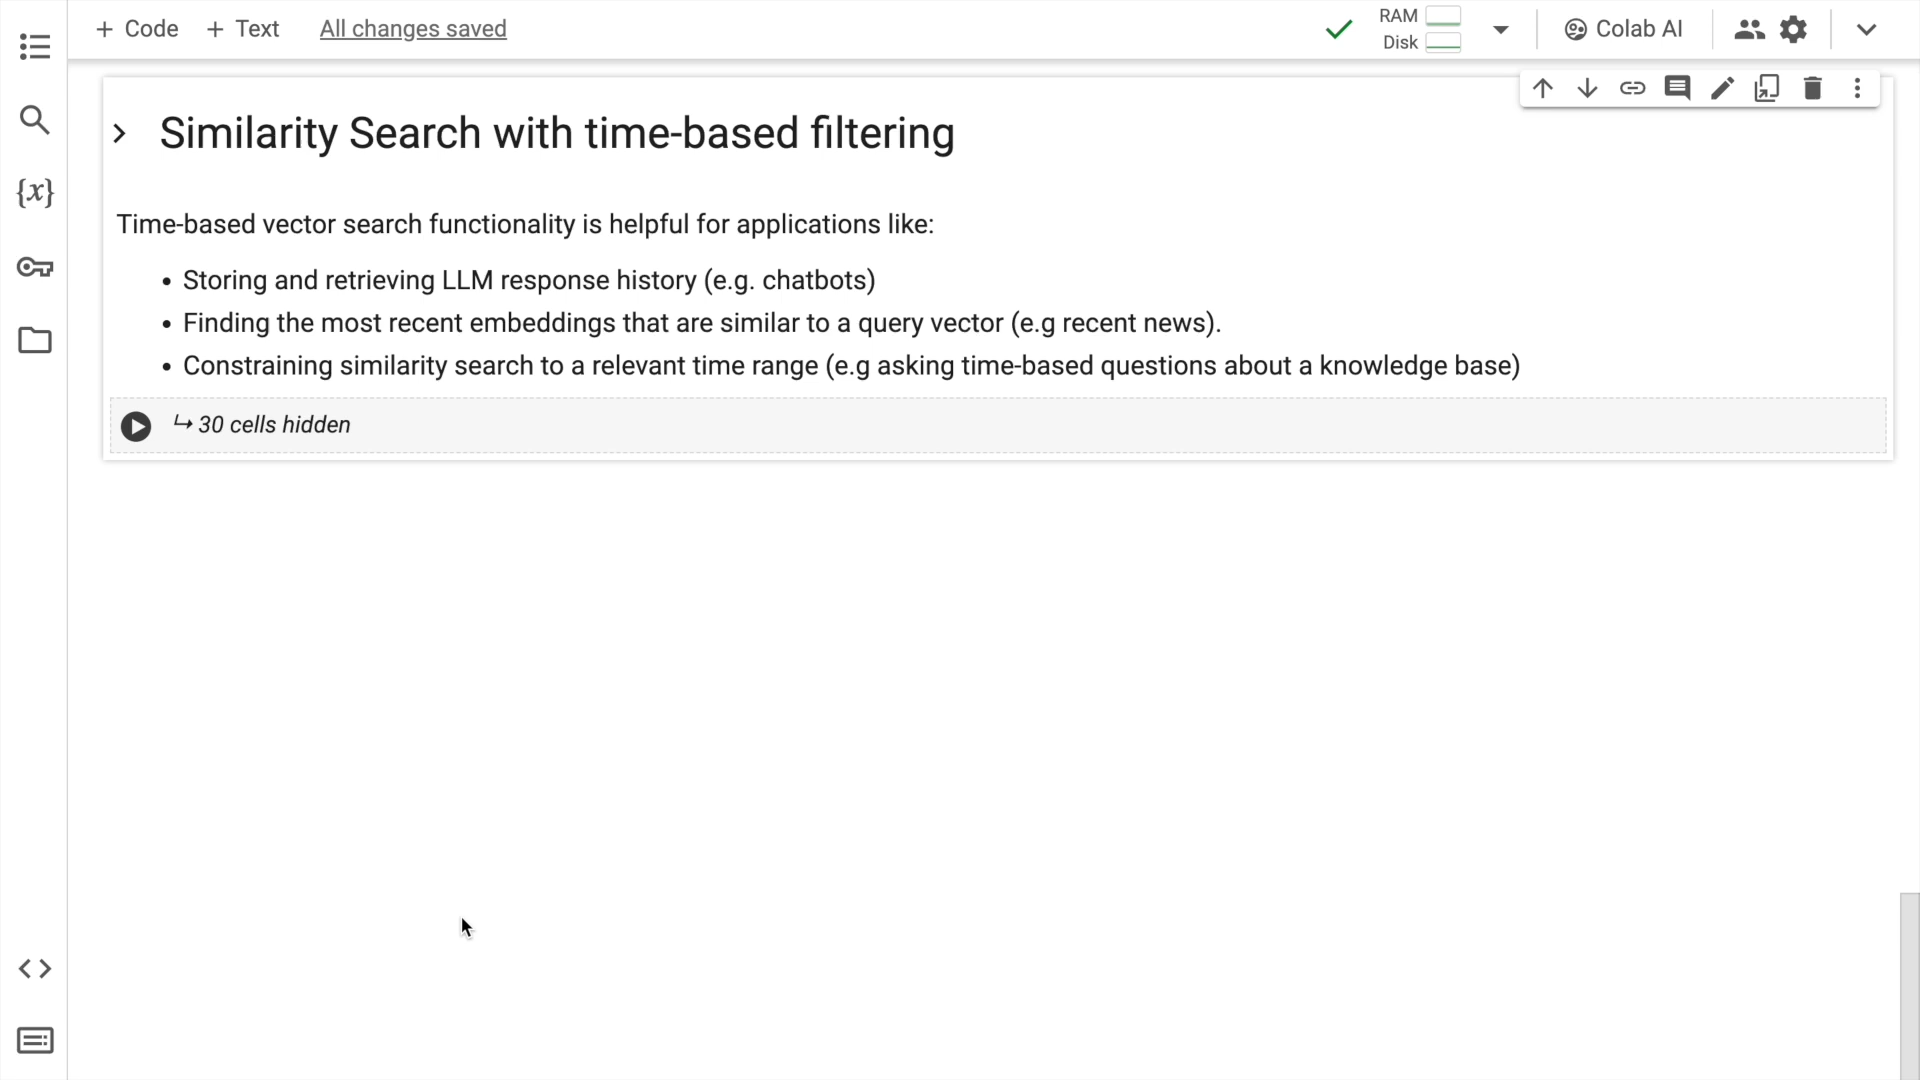 + Code + Text All changes saved RAM Colab AI
Disk
Similarity Search with time-based filtering
Time-based vector search functionality is helpful for applications like:
• Storing and retrieving LLM response history (e.g. chatbots)
• Finding the most recent embeddings that are similar to a query vector (e.g recent news).
• Constraining similarity search to a relevant time range (e.g asking time-based questions about a knowledge base)
↳ 30 cells hidden
{x}